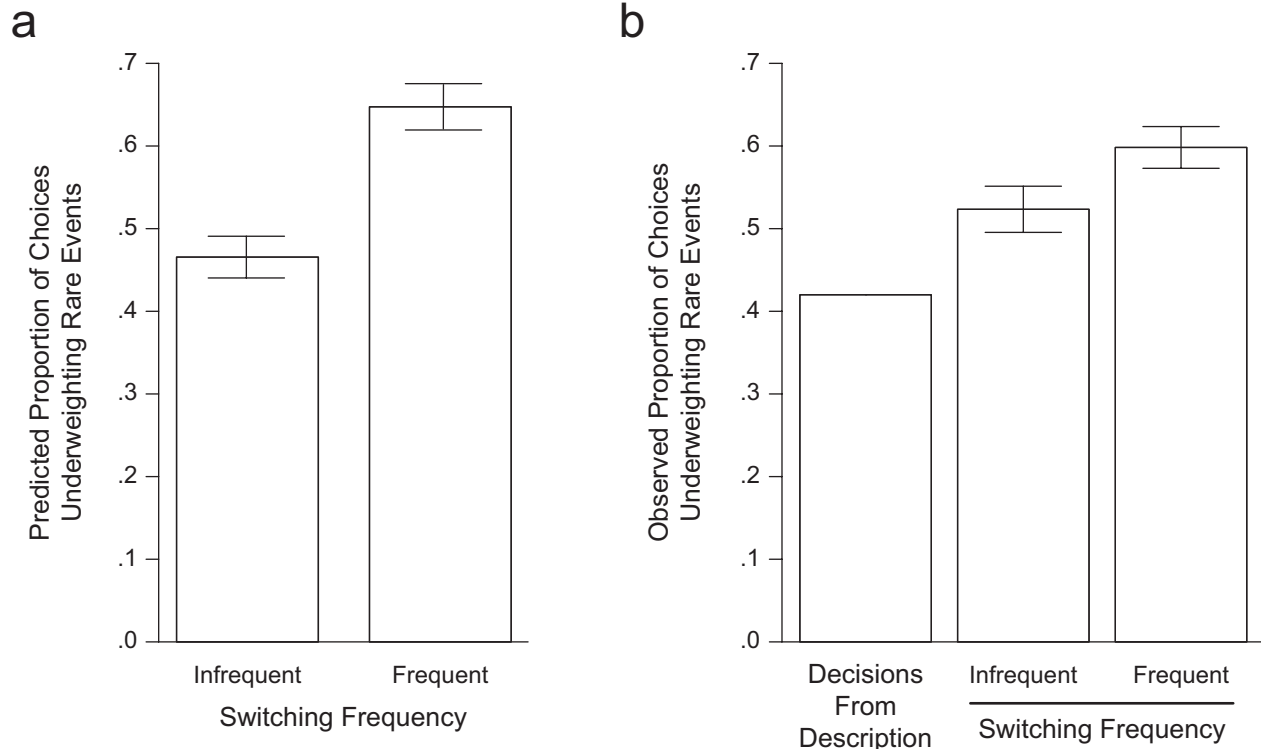 a
Predicted Proportion of Choices
Underweighting Rare Events
.7
.6
.5
.4
.3
.2
.1
.0
Infrequent
Frequent
Switching Frequency
b
Observed Proportion of Choices
Underweighting Rare Events
.7
.6
.5
.4
.3
.2
.1
.0
Decisions
From
Description
Infrequent
Frequent
Switching Frequency